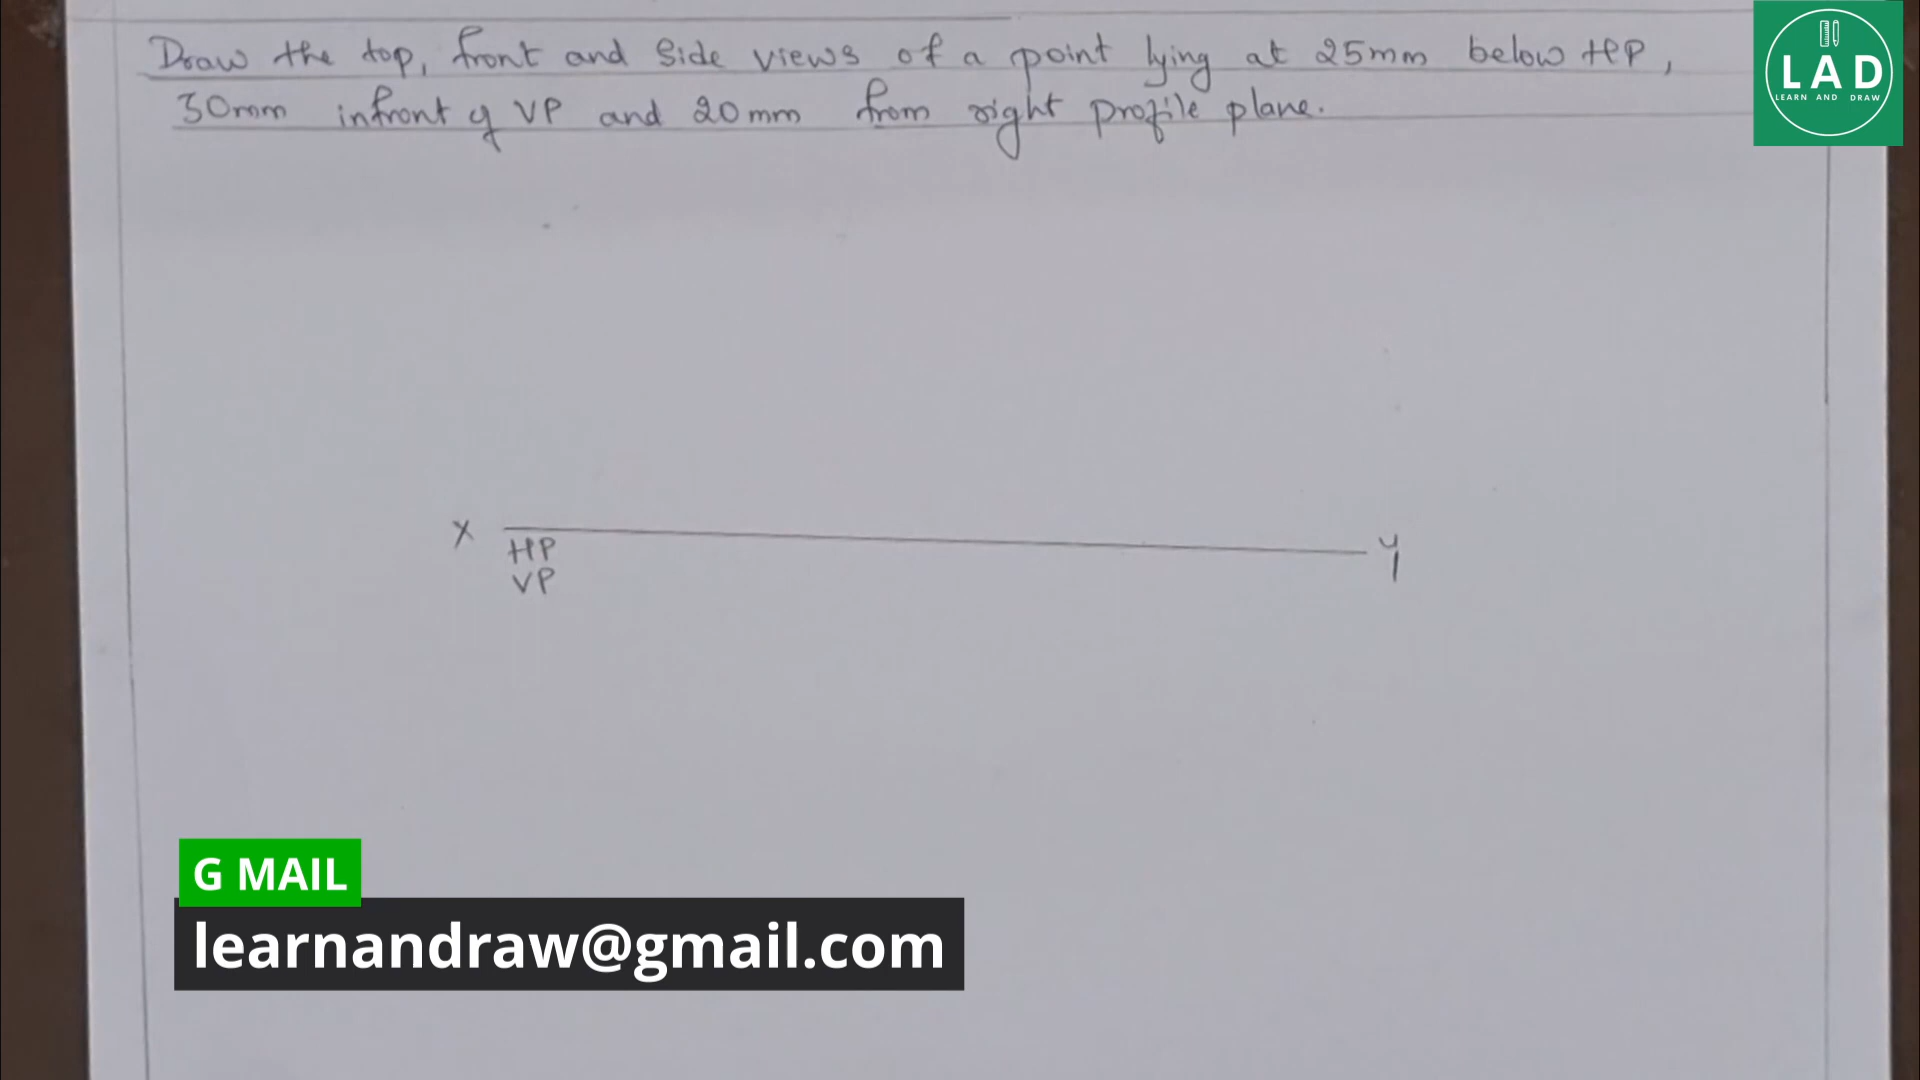 Draw the top, front and side views of a point lying at 25mm below HP,
30mm infront of VP and 20mm from right profile plane.
LAD
LEARN AND DRAW
X
HP
VP
Y
G MAIL
learnandraw@gmail.com